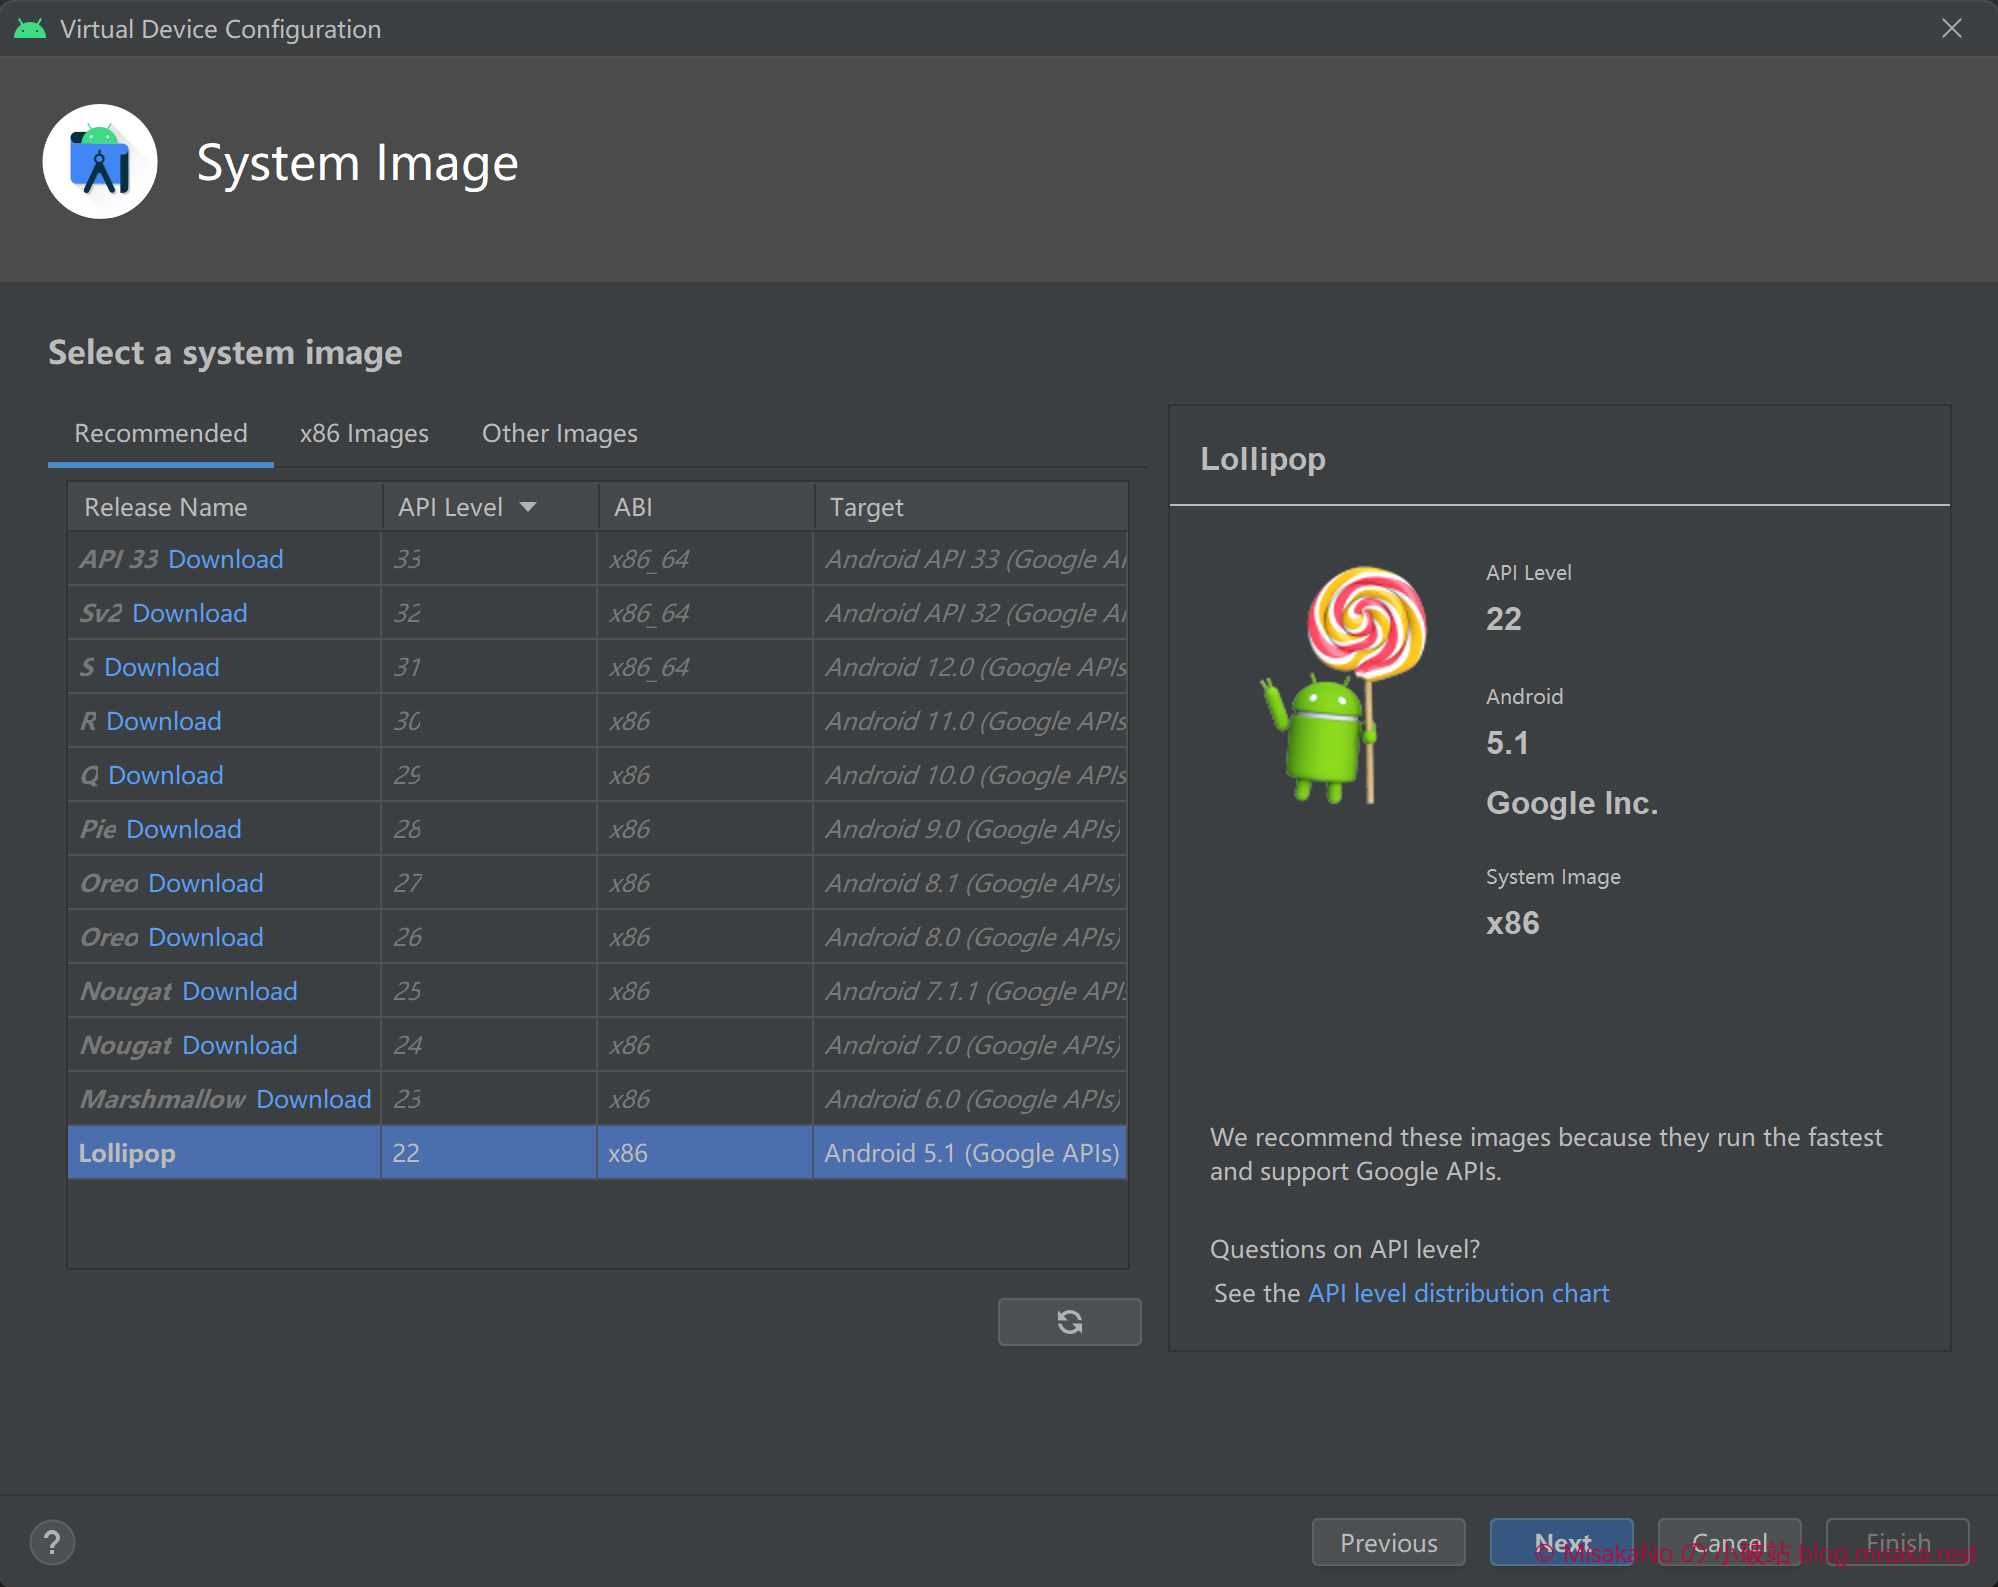 Virtual Device Configuration
System Image
Select a system image
Recommended x86 Images Other Images
Release Name API Level ABI Target
API 33 Download 33 x86_64 Android API 33 (Google AP
Sv2 Download 32 x86_64 Android API 32 (Google AP
S Download 31 x86_64 Android 12.0 (Google APIs
R Download 30 x86 Android 11.0 (Google APIs
Q Download 29 x86 Android 10.0 (Google APIs
Pie Download 28 x86 Android 9.0 (Google APIs)
Oreo Download 27 x86 Android 8.1 (Google APIs)
Oreo Download 26 x86 Android 8.0 (Google APIs)
Nougat Download 25 x86 Android 7.1.1 (Google APIs
Nougat Download 24 x86 Android 7.0 (Google APIs)
Marshmallow Download 23 x86 Android 6.0 (Google APIs)
Lollipop 22 x86 Android 5.1 (Google APIs)
Lollipop
API Level
22
Android
5.1
Google Inc.
System Image
x86
We recommend these images because they run the fastest
and support Google APIs.
Questions on API level?
See the API level distribution chart
? Previous Next Cancel Finish
© MisakaNo の小破站 blog.misaka.rest